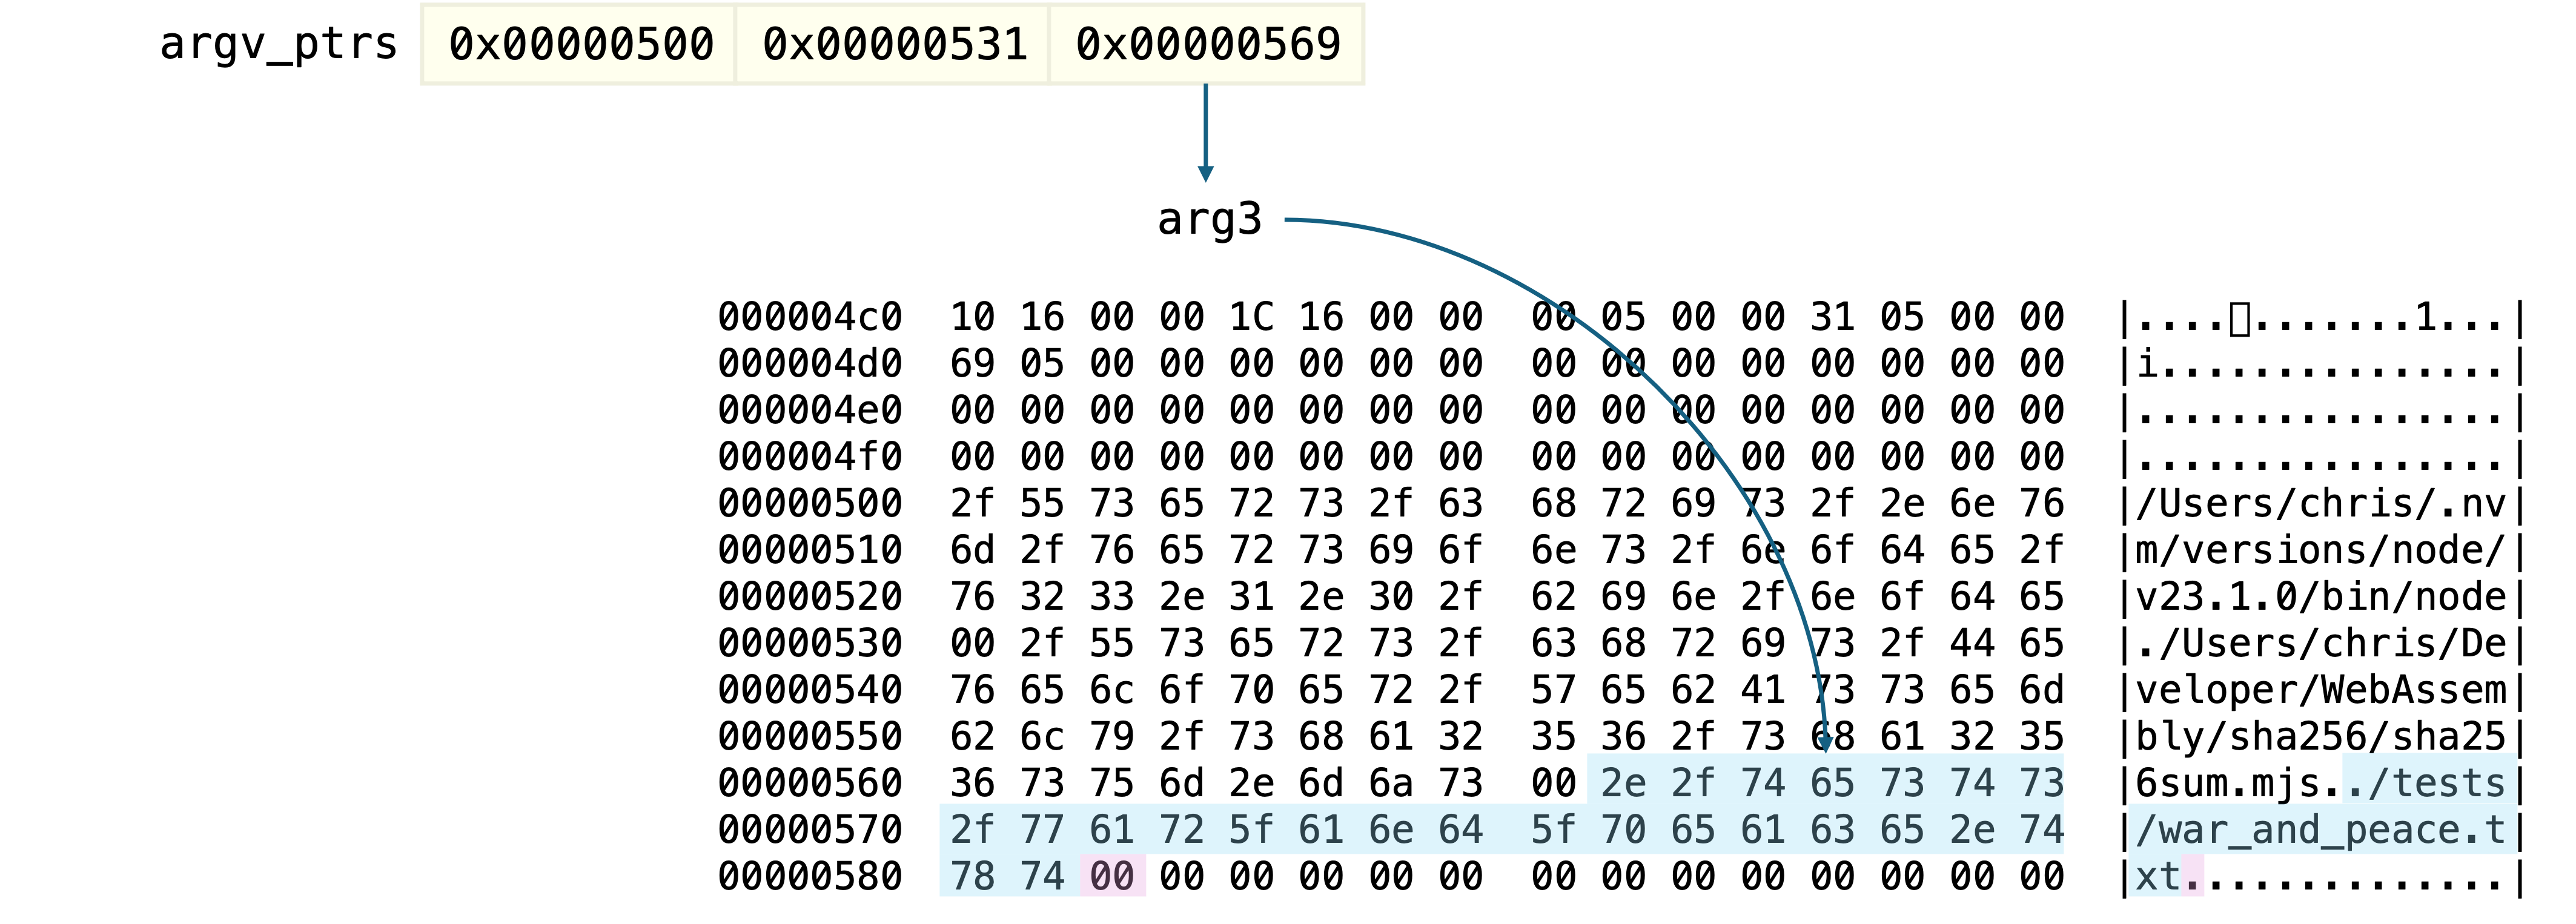 argv_ptrs 0x00000500 0x00000531 0x00000569
arg3
000004c0 10 16 00 00 1C 16 00 00 00 05 00 00 31 05 00 00 |....▯.......1...|
000004d0 69 05 00 00 00 00 00 00 00 00 00 00 00 00 00 00 |i...............|
000004e0 00 00 00 00 00 00 00 00 00 00 00 00 00 00 00 00 |................|
000004f0 00 00 00 00 00 00 00 00 00 00 00 00 00 00 00 00 |................|
00000500 2f 55 73 65 72 73 2f 63 68 72 69 73 2f 2e 6e 76 |/Users/chris/.nv|
00000510 6d 2f 76 65 72 73 69 6f 6e 73 2f 6e 6f 64 65 2f |m/versions/node/|
00000520 76 32 33 2e 31 2e 30 2f 62 69 6e 2f 6e 6f 64 65 |v23.1.0/bin/node|
00000530 00 2f 55 73 65 72 73 2f 63 68 72 69 73 2f 44 65 |./Users/chris/De|
00000540 76 65 6c 6f 70 65 72 2f 57 65 62 41 73 73 65 6d |veloper/WebAssem|
00000550 62 6c 79 2f 73 68 61 32 35 36 2f 73 68 61 32 35 |bly/sha256/sha25|
00000560 36 73 75 6d 2e 6d 6a 73 00 2e 2f 74 65 73 74 73 |6sum.mjs../tests|
00000570 2f 77 61 72 5f 61 6e 64 5f 70 65 61 63 65 2e 74 |/war_and_peace.t|
00000580 78 74 00 00 00 00 00 00 00 00 00 00 00 00 00 00 |xt..............|